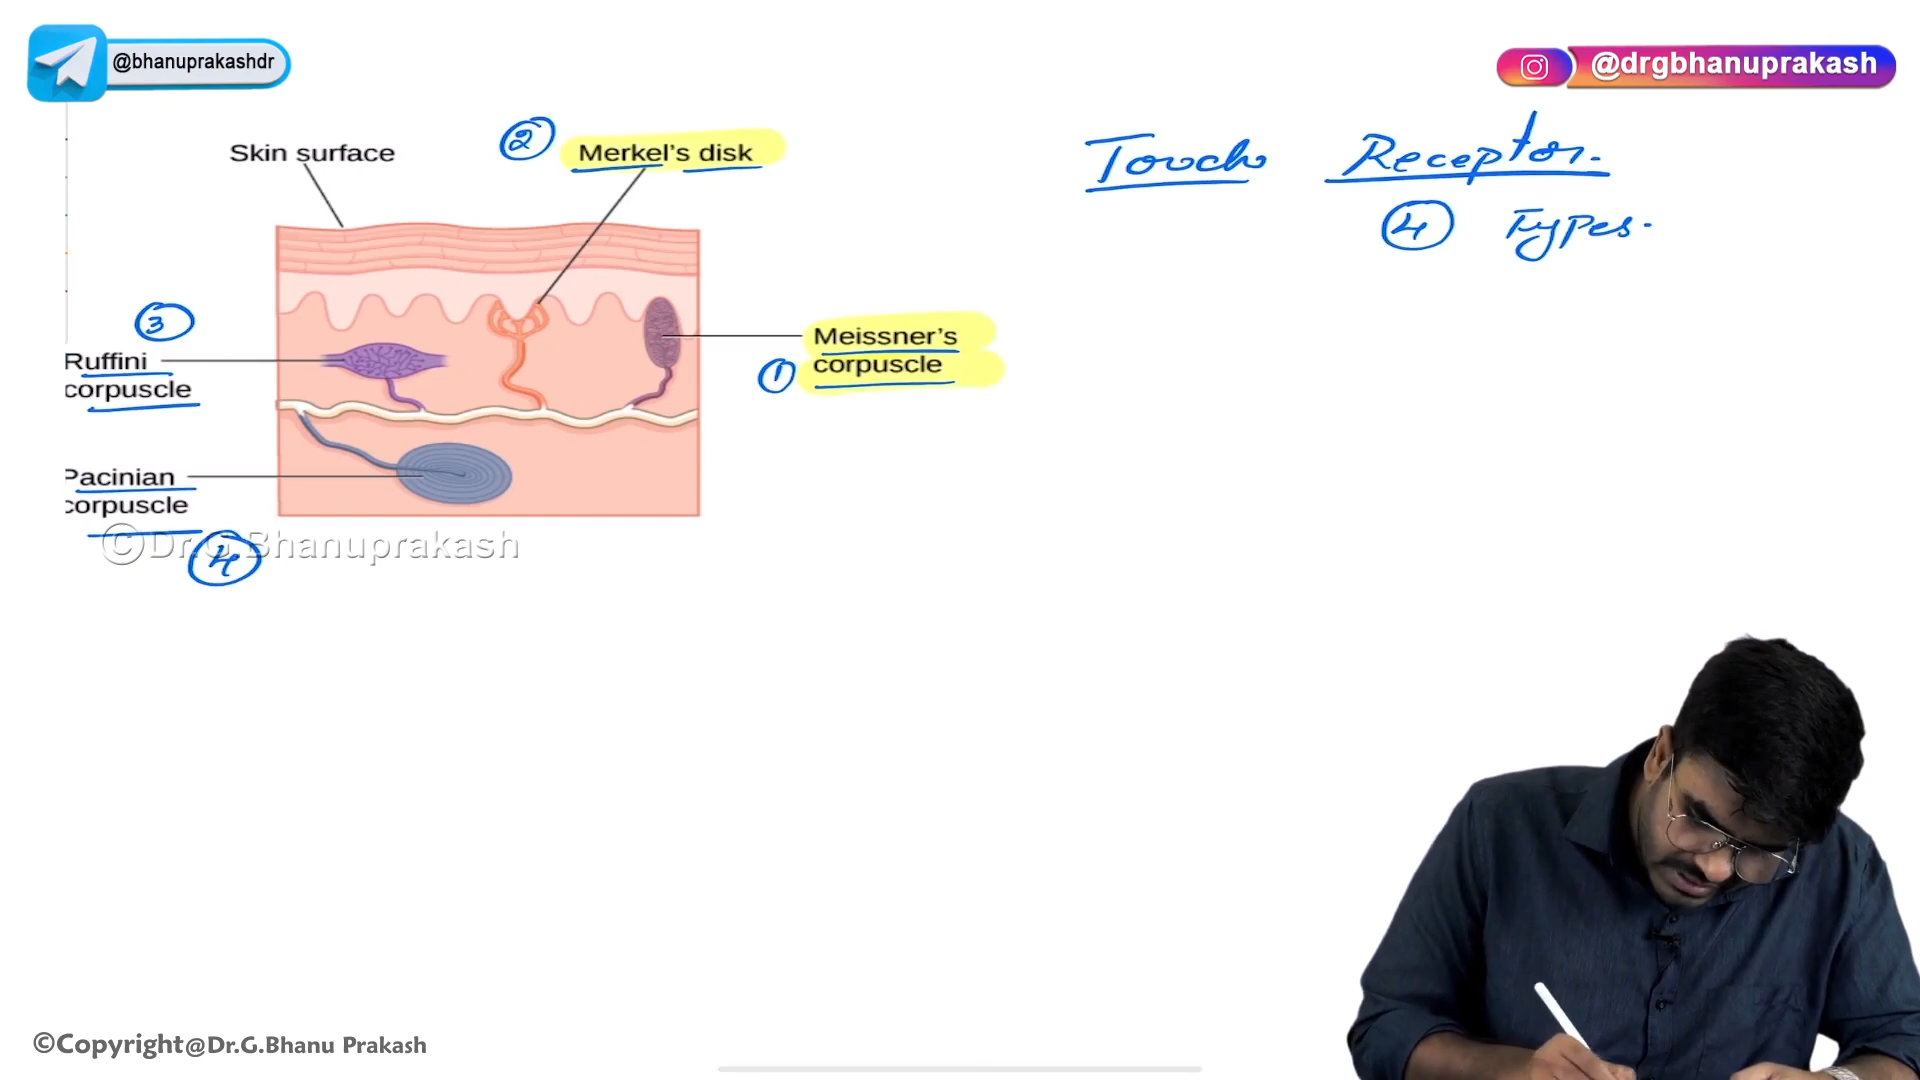 @bhanuprakashdr
@drgbhanuprakash
Touch Receptor.
4 Types.
Skin surface
2 Merkel's disk
Meissner's
1 corpuscle
3
Ruffini
corpuscle
Pacinian
corpuscle
©Dr.G.Bhanuprakash
4
©Copyright@Dr.G.Bhanu Prakash